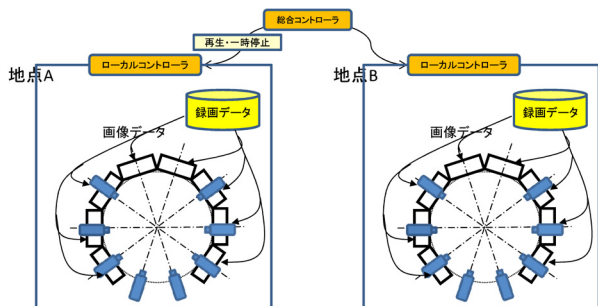 総合コントローラ
再生・一時停止
ローカルコントローラ
ローカルコントローラ
地点A
地点B
録画データ
録画データ
画像データ
画像データ